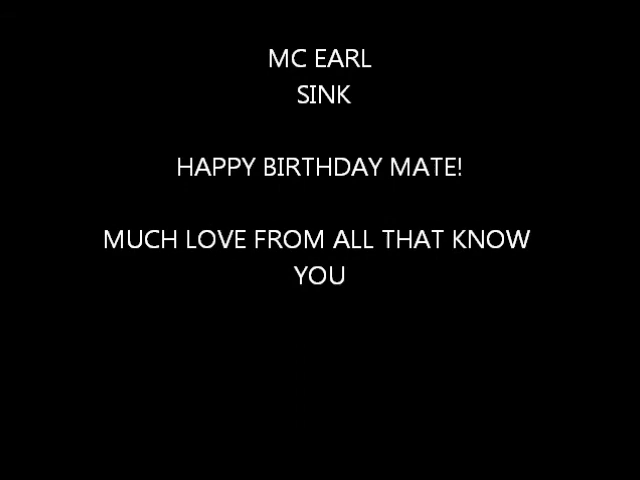 MC EARL
SINK
HAPPY BIRTHDAY MATE!
MUCH LOVE FROM ALL THAT KNOW
YOU